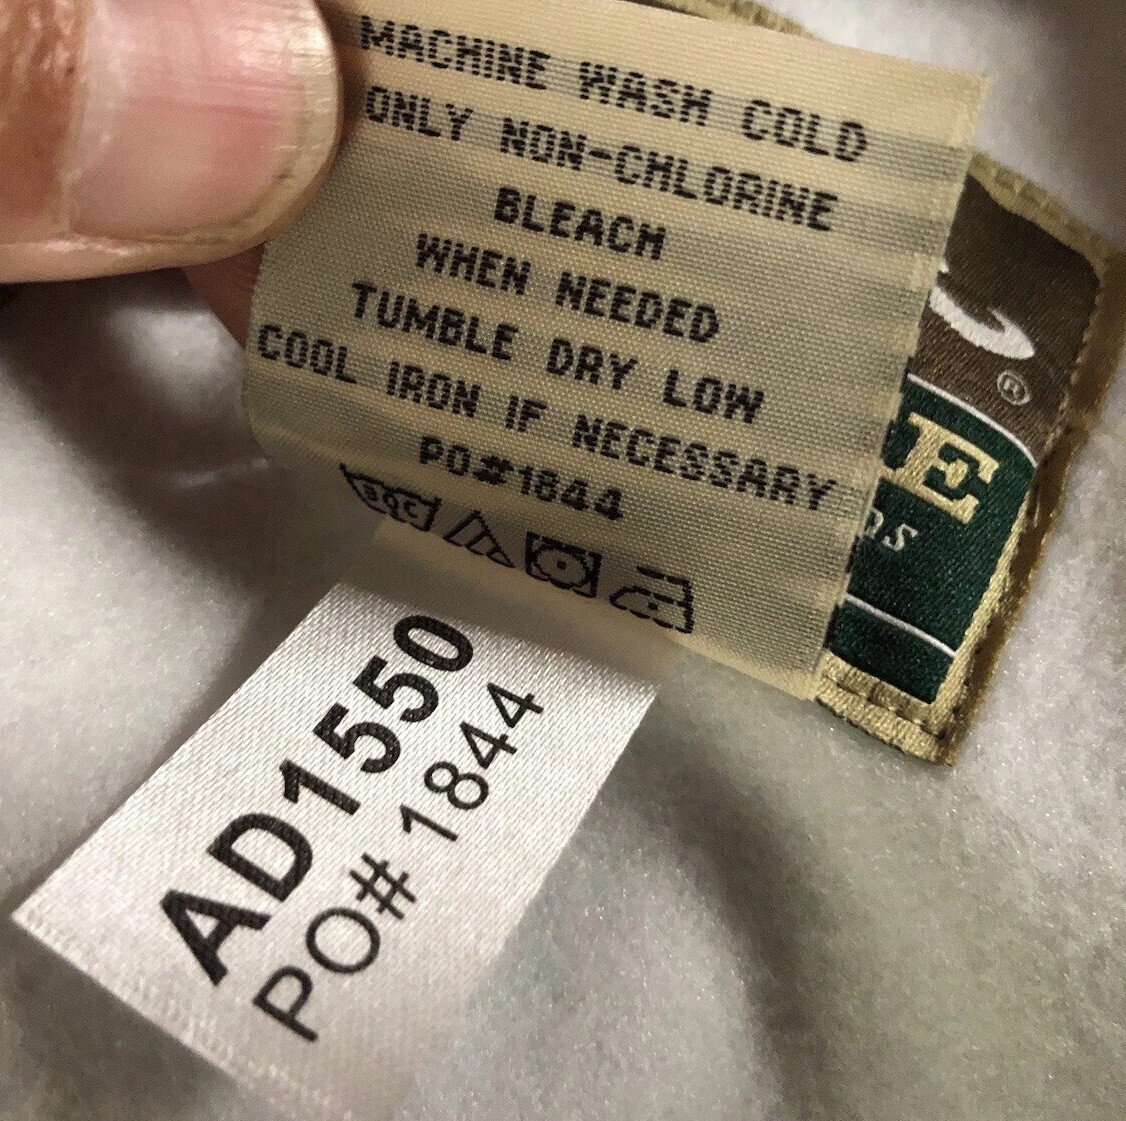 MACHINE WASH COLD
ONLY NON-CHLORINE
BLEACH
WHEN NEEDED
TUMBLE DRY LOW
COOL IRON IF NECESSARY
PO#1844
30C
®
E
AD1550
PO# 1844